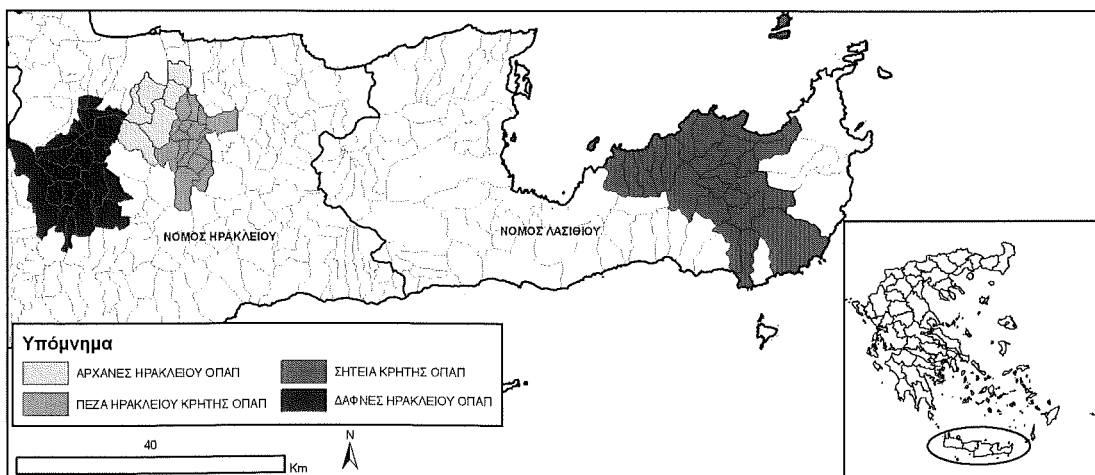 ΝΟΜΟΣ ΗΡΑΚΛΕΙΟΥ
ΝΟΜΟΣ ΛΑΣΙΘΙΟΥ
Υπόμνημα
ΑΡΧΑΝΕΣ ΗΡΑΚΛΕΙΟΥ ΟΠΑΠ
ΣΗΤΕΙΑ ΚΡΗΤΗΣ ΟΠΑΠ
ΠΕΖΑ ΗΡΑΚΛΕΙΟΥ ΚΡΗΤΗΣ ΟΠΑΠ
ΔΑΦΝΕΣ ΗΡΑΚΛΕΙΟΥ ΟΠΑΠ
40
Km
N